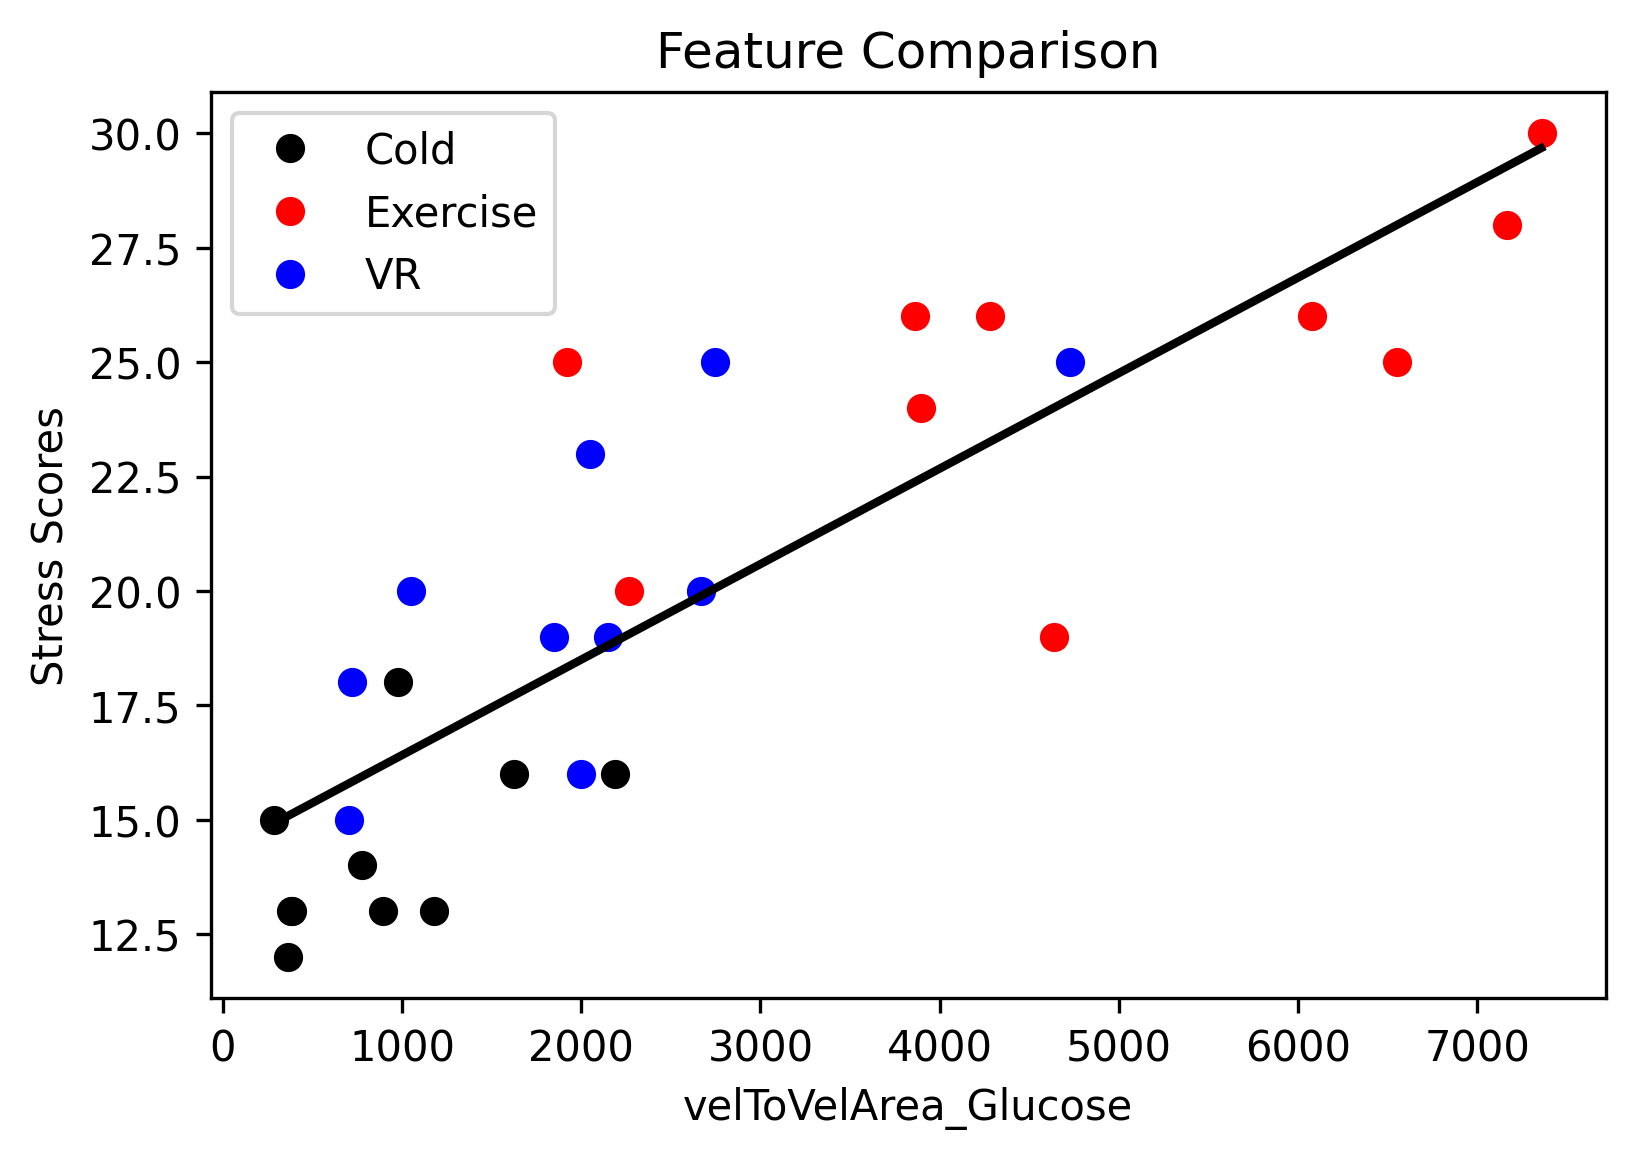 Feature Comparison
Cold
Exercise
VR
30.0
27.5
25.0
22.5
20.0
17.5
15.0
12.5
Stress Scores
0 1000 2000 3000 4000 5000 6000 7000
velToVelArea_Glucose